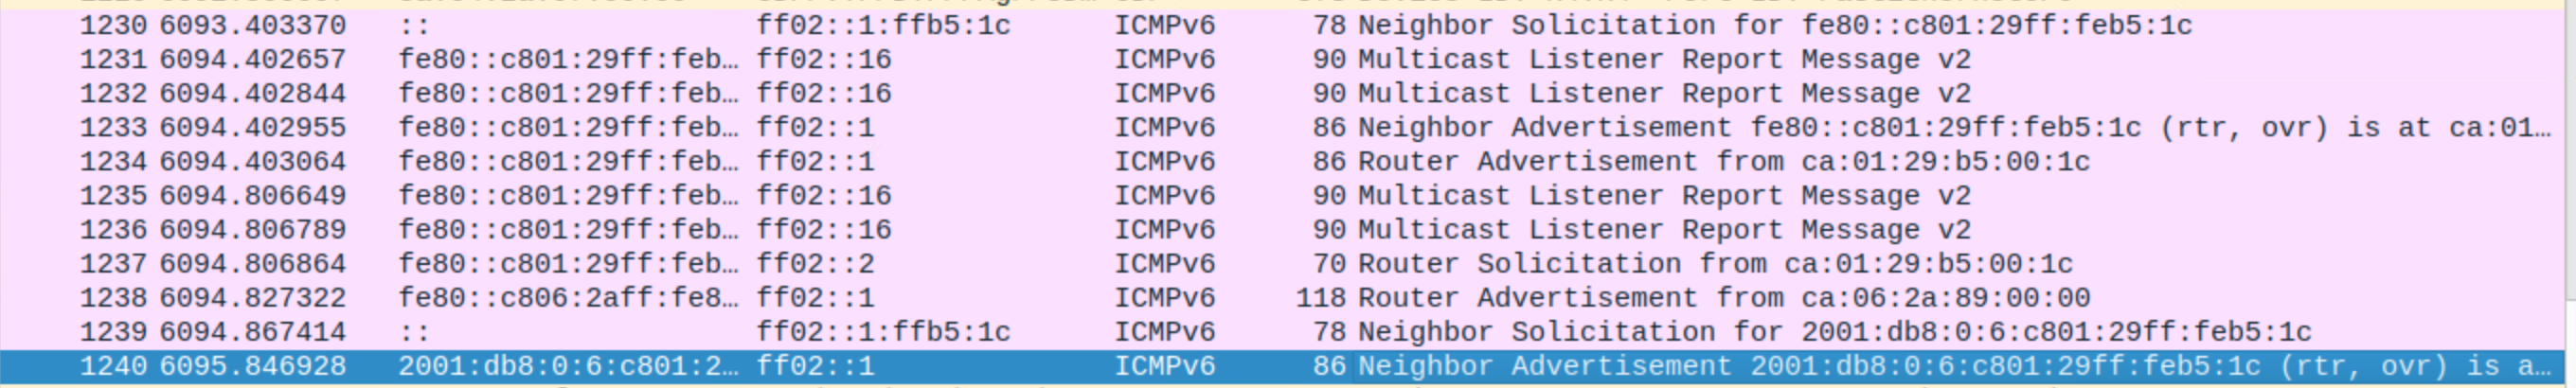 1230 6093.403370 :: ff02::1:ffb5:1c ICMPv6 78 Neighbor Solicitation for fe80::c801:29ff:feb5:1c
1231 6094.402657 fe80::c801:29ff:feb… ff02::16 ICMPv6 90 Multicast Listener Report Message v2
1232 6094.402844 fe80::c801:29ff:feb… ff02::16 ICMPv6 90 Multicast Listener Report Message v2
1233 6094.402955 fe80::c801:29ff:feb… ff02::1 ICMPv6 86 Neighbor Advertisement fe80::c801:29ff:feb5:1c (rtr, ovr) is at ca:01…
1234 6094.403064 fe80::c801:29ff:feb… ff02::1 ICMPv6 86 Router Advertisement from ca:01:29:b5:00:1c
1235 6094.806649 fe80::c801:29ff:feb… ff02::16 ICMPv6 90 Multicast Listener Report Message v2
1236 6094.806789 fe80::c801:29ff:feb… ff02::16 ICMPv6 90 Multicast Listener Report Message v2
1237 6094.806864 fe80::c801:29ff:feb… ff02::2 ICMPv6 70 Router Solicitation from ca:01:29:b5:00:1c
1238 6094.827322 fe80::c806:2aff:fe8… ff02::1 ICMPv6 118 Router Advertisement from ca:06:2a:89:00:00
1239 6094.867414 :: ff02::1:ffb5:1c ICMPv6 78 Neighbor Solicitation for 2001:db8:0:6:c801:29ff:feb5:1c
1240 6095.846928 2001:db8:0:6:c801:2… ff02::1 ICMPv6 86 Neighbor Advertisement 2001:db8:0:6:c801:29ff:feb5:1c (rtr, ovr) is a…